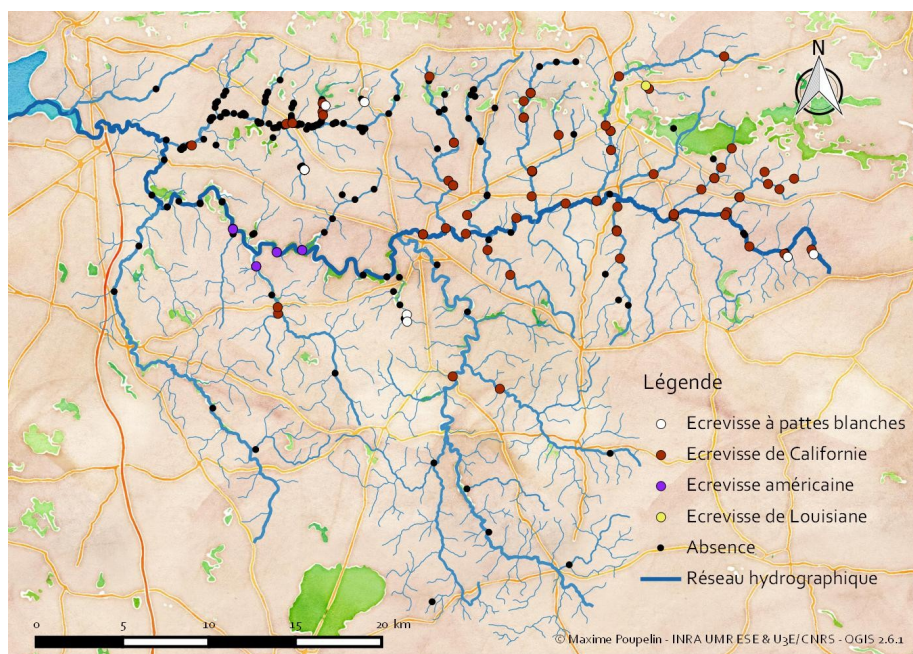 N
Légende
Ecrevisse à pattes blanches
Ecrevisse de Californie
Ecrevisse américaine
Ecrevisse de Louisiane
Absence
Réseau hydrographique
0 5 10 15 20 km
© Maxime Poupelin - INRA UMR ESE & U3E/CNRS - QGIS 2.6.1